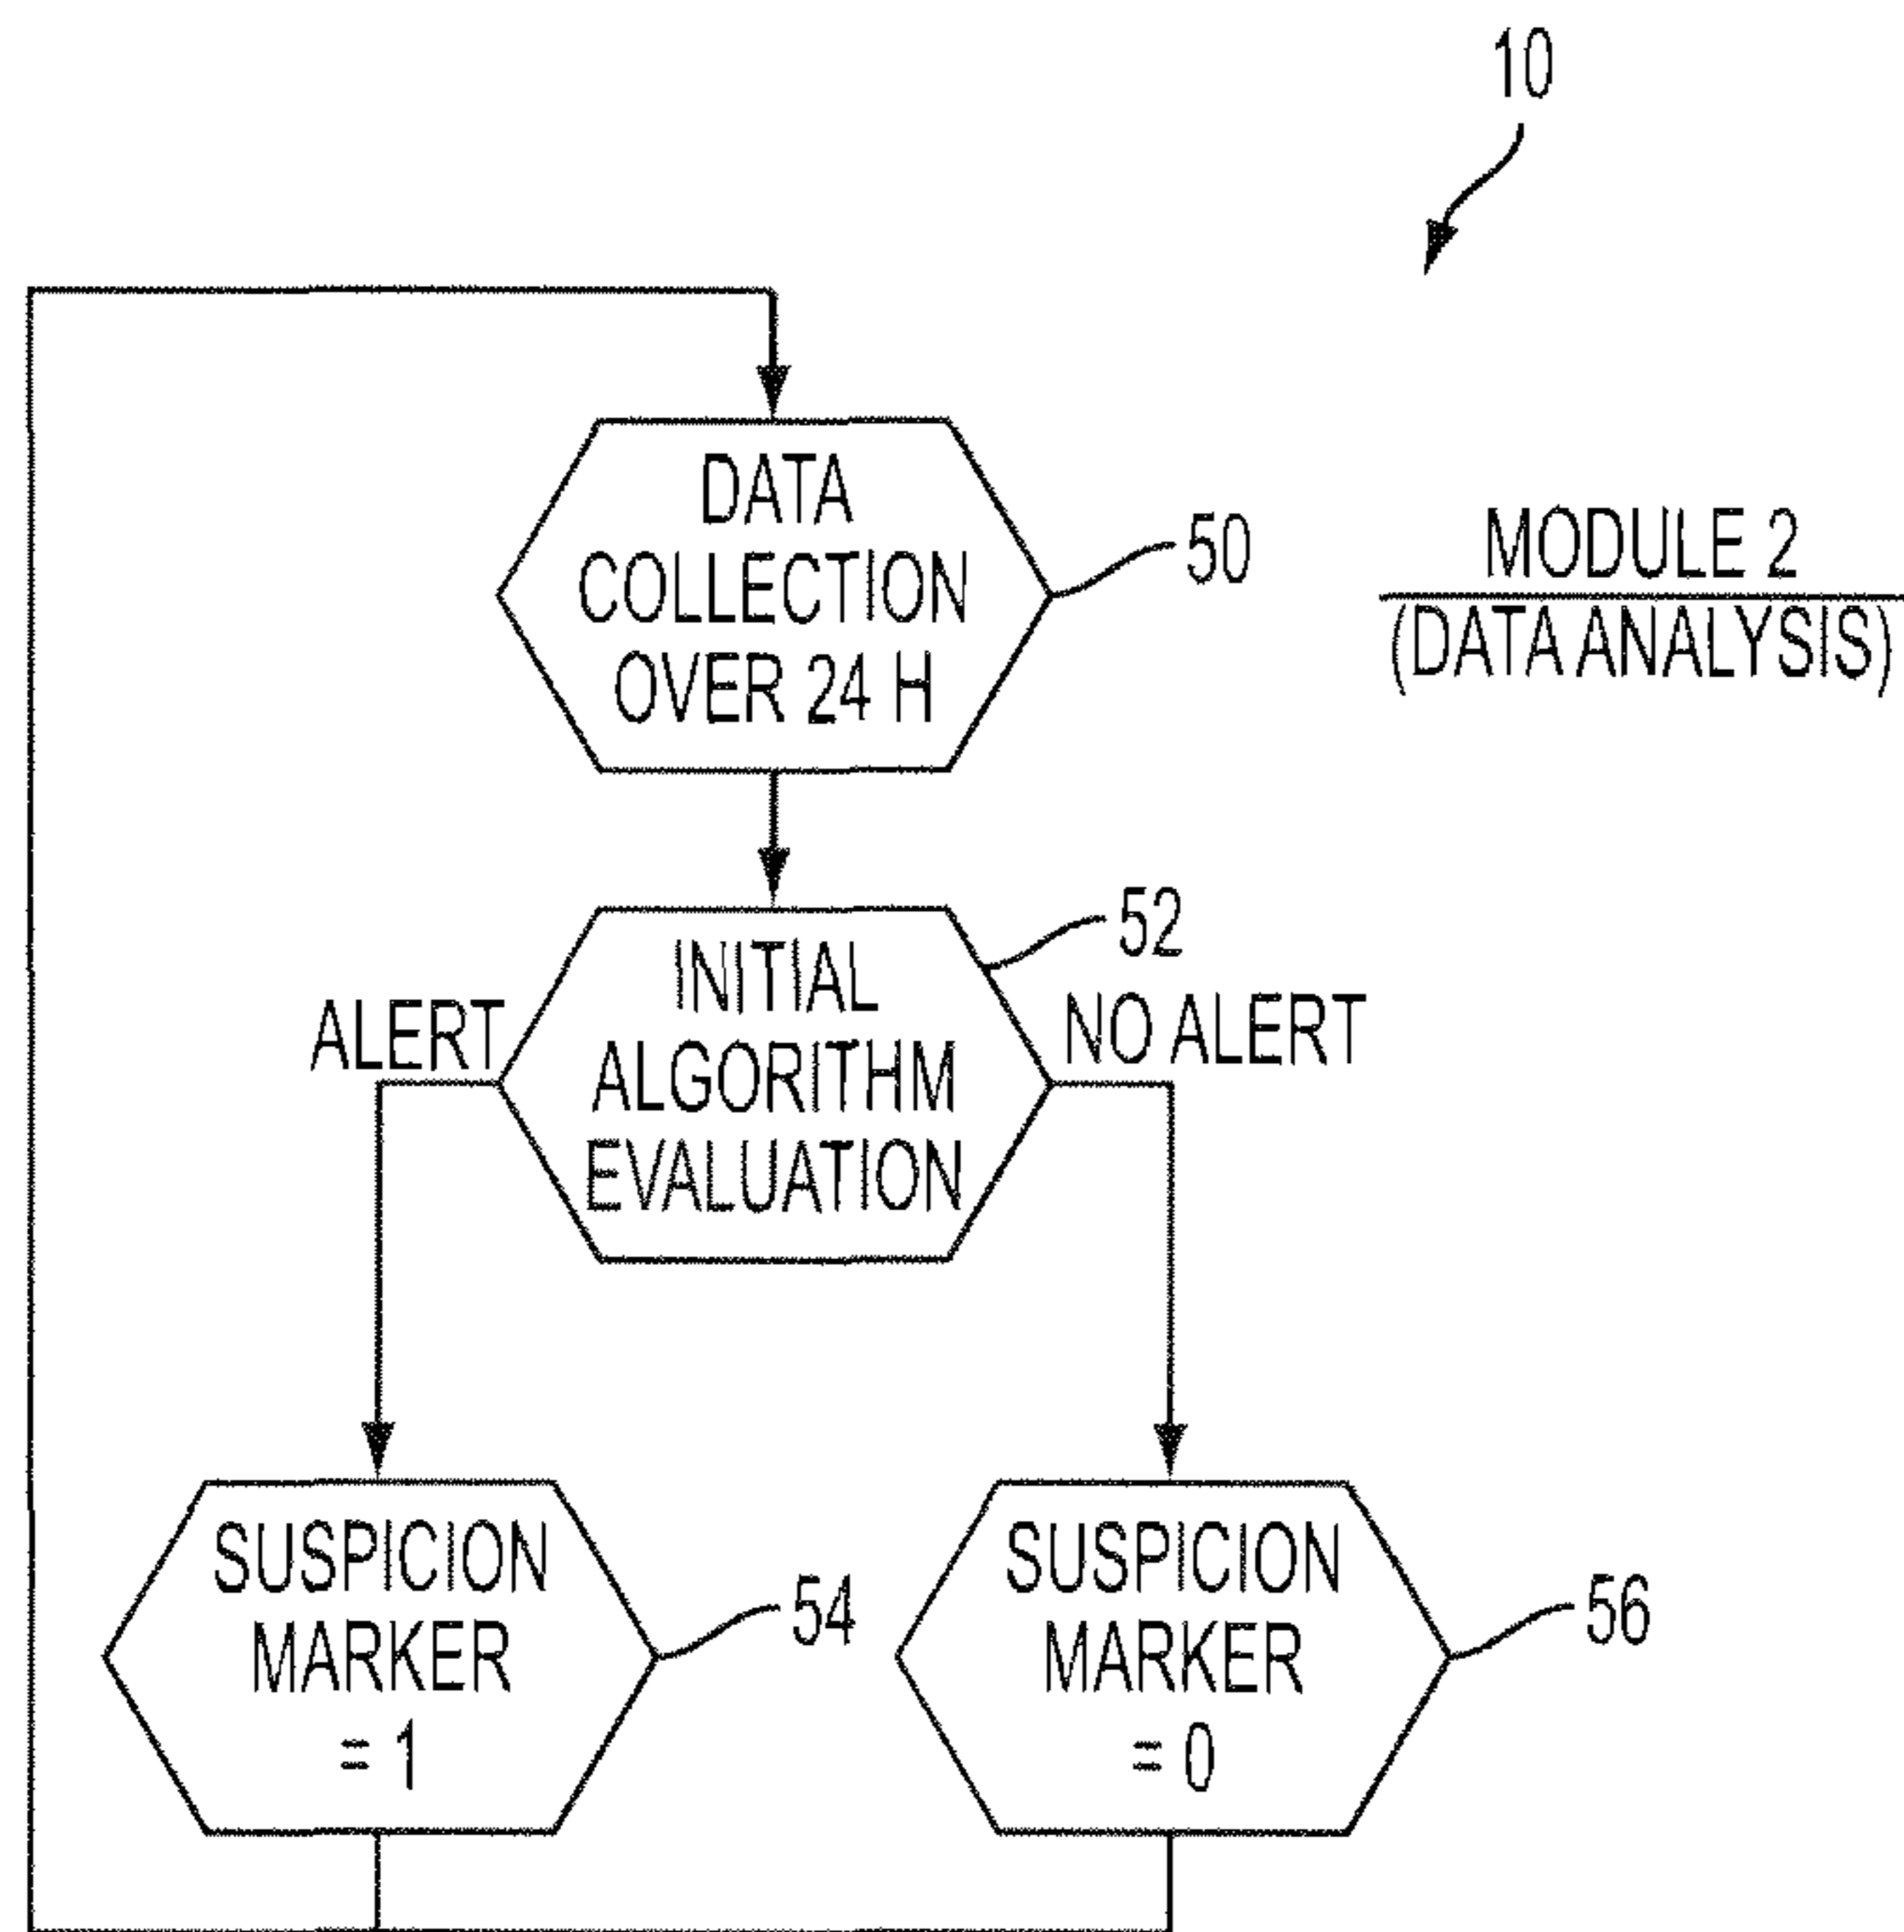 10
DATA
COLLECTION
OVER 24 H
50
MODULE 2
(DATA ANALYSIS)
52
INITIAL
ALGORITHM
EVALUATION
ALERT
NO ALERT
SUSPICION
MARKER
= 1
54
SUSPICION
MARKER
= 0
56